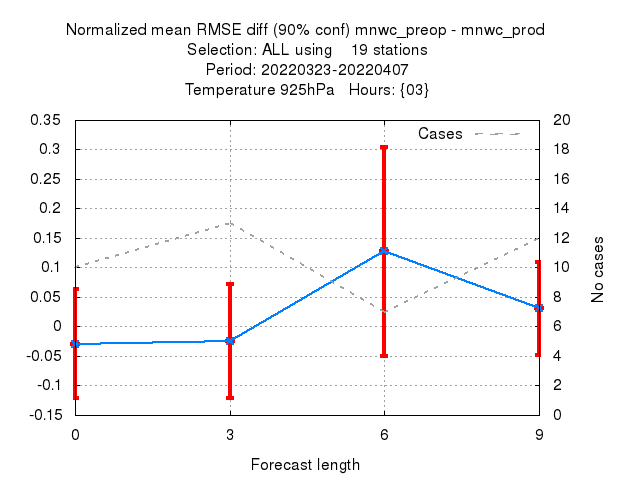 Normalized mean RMSE diff (90% conf) mnwc_preop - mnwc_prod
Selection: ALL using    19 stations
Period: 20220323-20220407
Temperature 925hPa   Hours: {03}
0.35
0.3
0.25
0.2
0.15
0.1
0.05
0
-0.05
-0.1
-0.15
Cases
20
18
16
14
12
10
8
6
4
2
0
No cases
0 3 6 9
Forecast length